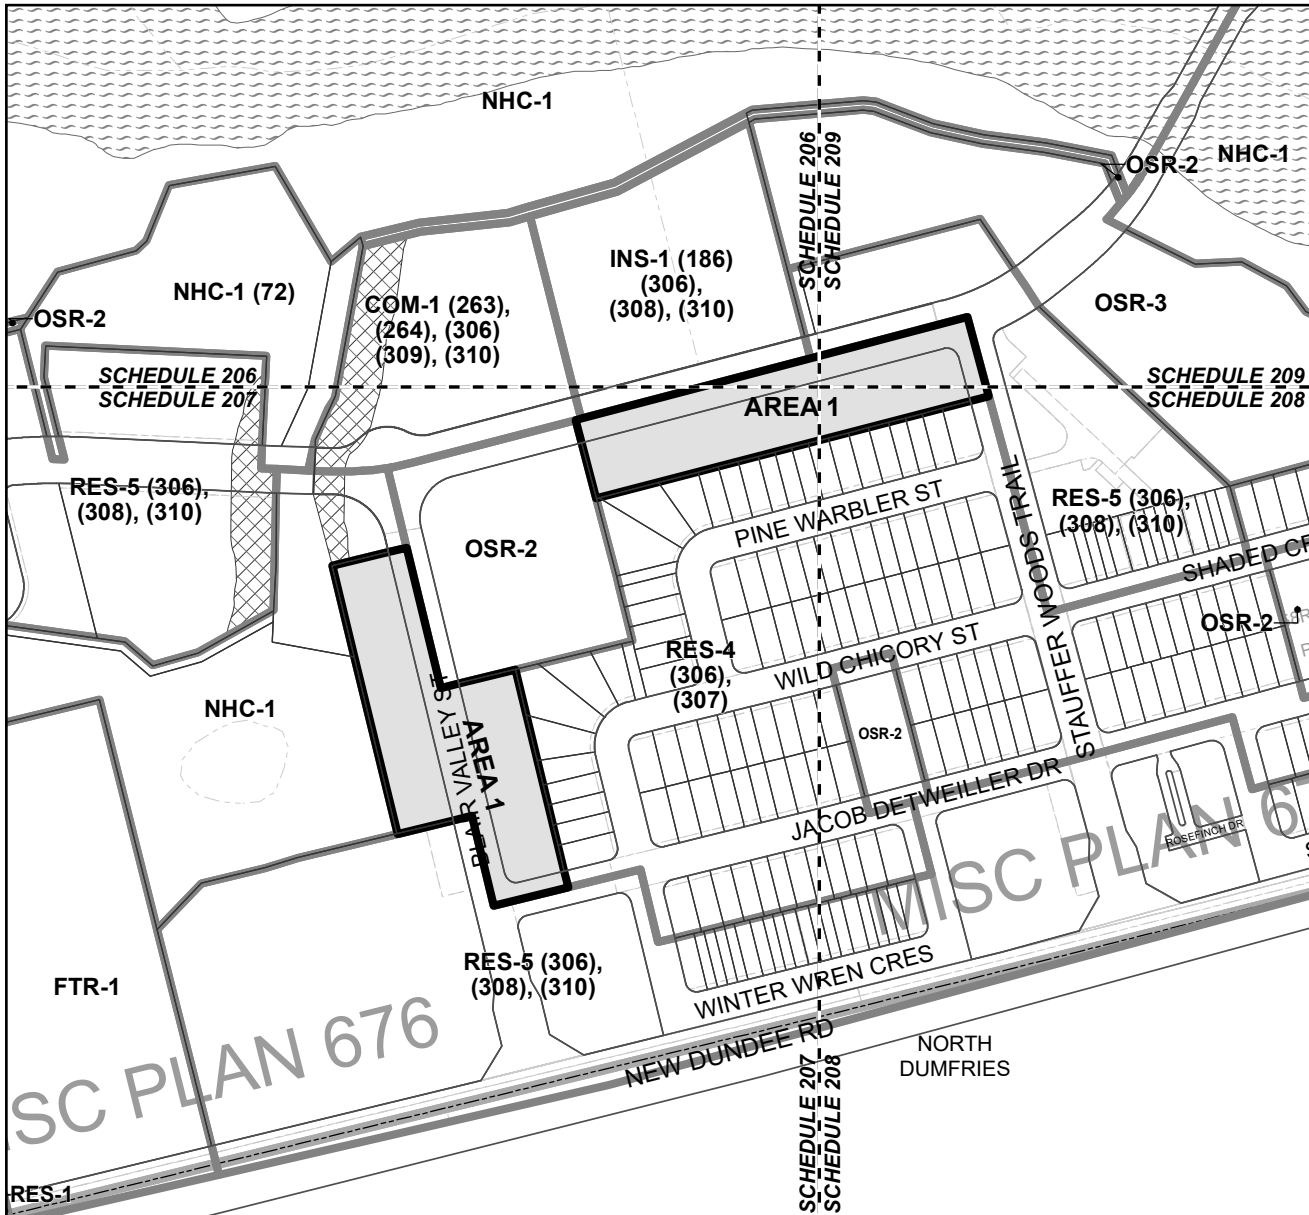 NHC-1
SCHEDULE 206
SCHEDULE 209
OSR-2
NHC-1
INS-1 (186)
(306),
(308), (310)
NHC-1 (72)
COM-1 (263),
(264), (306)
(309), (310)
OSR-3
OSR-2
SCHEDULE 206
SCHEDULE 207
SCHEDULE 209
SCHEDULE 208
AREA 1
RES-5 (306),
(308), (310)
PINE WARBLER ST
STAUFFER WOODS TRAIL
RES-5 (306),
(308), (310)
OSR-2
SHADED
OSR-2
RES-4
(306),
(307)
WILD CHICORY ST
NHC-1
BLAIR VALLEY ST
AREA 1
OSR-2
JACOB DETWEILLER DR
MISC PLAN
ROSEFINCH DR
RES-5 (306),
(308), (310)
WINTER WREN CRES
FTR-1
PLAN 676
NEW DUNDEE RD
NORTH
DUMFRIES
SCHEDULE 207
SCHEDULE 208
RES-1